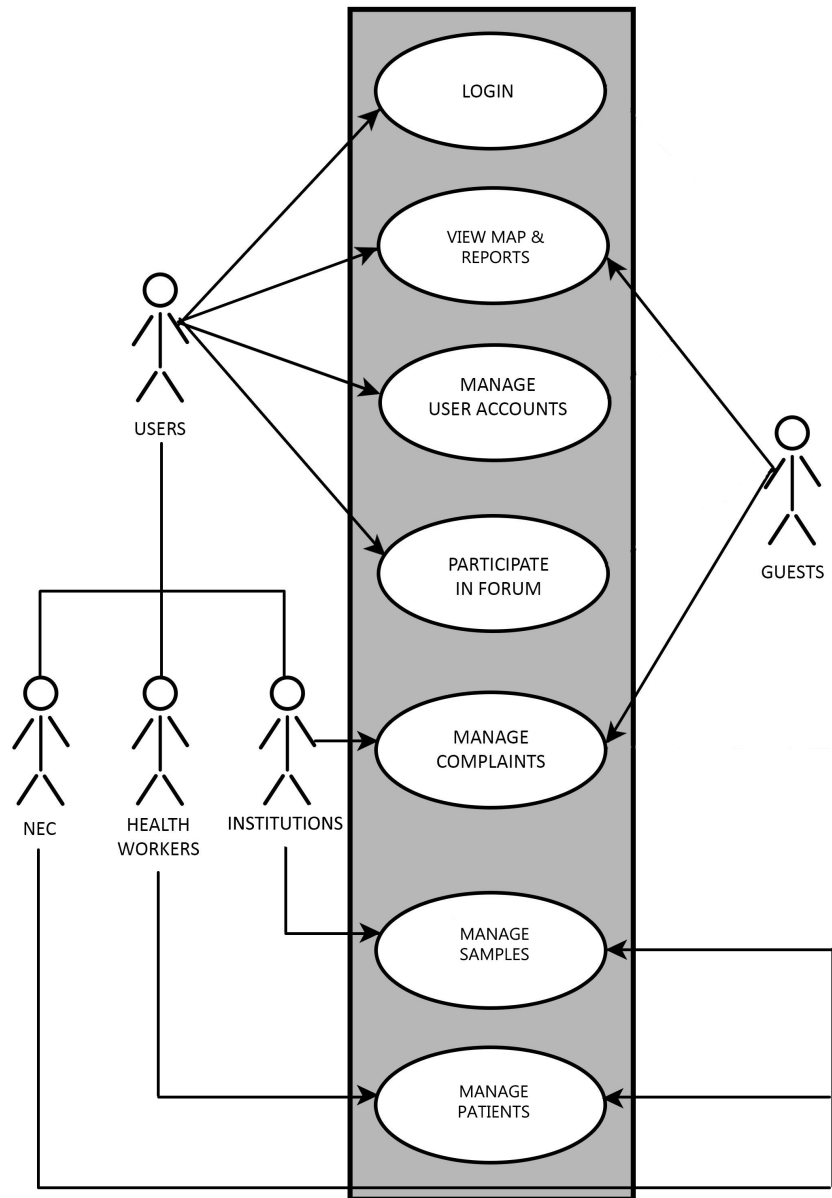 LOGIN
VIEW MAP &
REPORTS
MANAGE
USER ACCOUNTS
USERS
PARTICIPATE
IN FORUM
GUESTS
MANAGE
COMPLAINTS
NEC
HEALTH
WORKERS
INSTITUTIONS
MANAGE
SAMPLES
MANAGE
PATIENTS